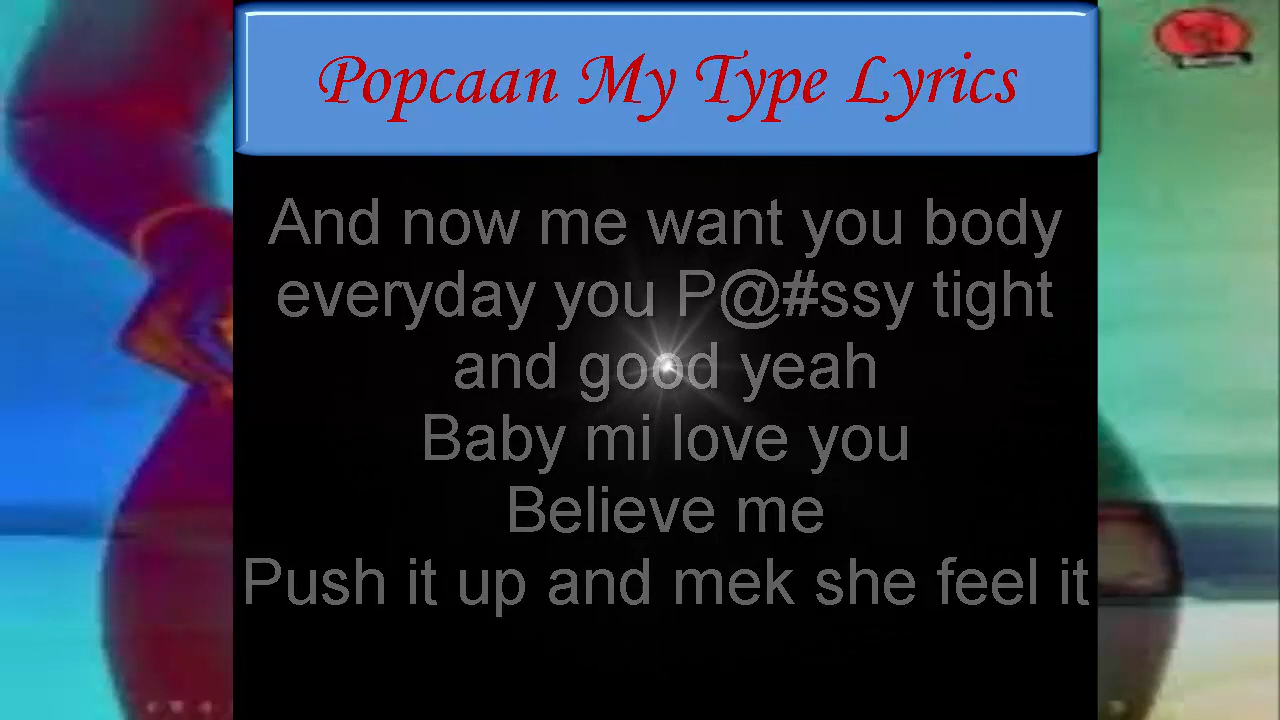 Popcaan My Type Lyrics
And now me want you body
everyday you P@#ssy tight
and good yeah
Baby mi love you
Believe me
Push it up and mek she feel it